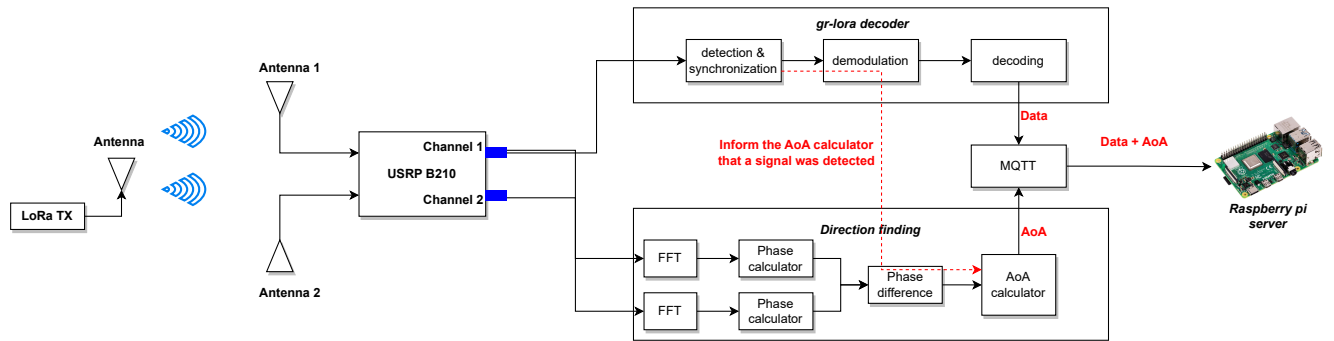 gr-lora decoder
detection &
synchronization
demodulation
decoding
Antenna 1
Antenna
LoRa TX
Channel 1
USRP B210
Channel 2
Antenna 2
Data
Inform the AoA calculator
that a signal was detected
MQTT
Data + AoA
Raspberry pi
server
AoA
Direction finding
FFT
Phase
calculator
FFT
Phase
calculator
Phase
difference
AoA
calculator